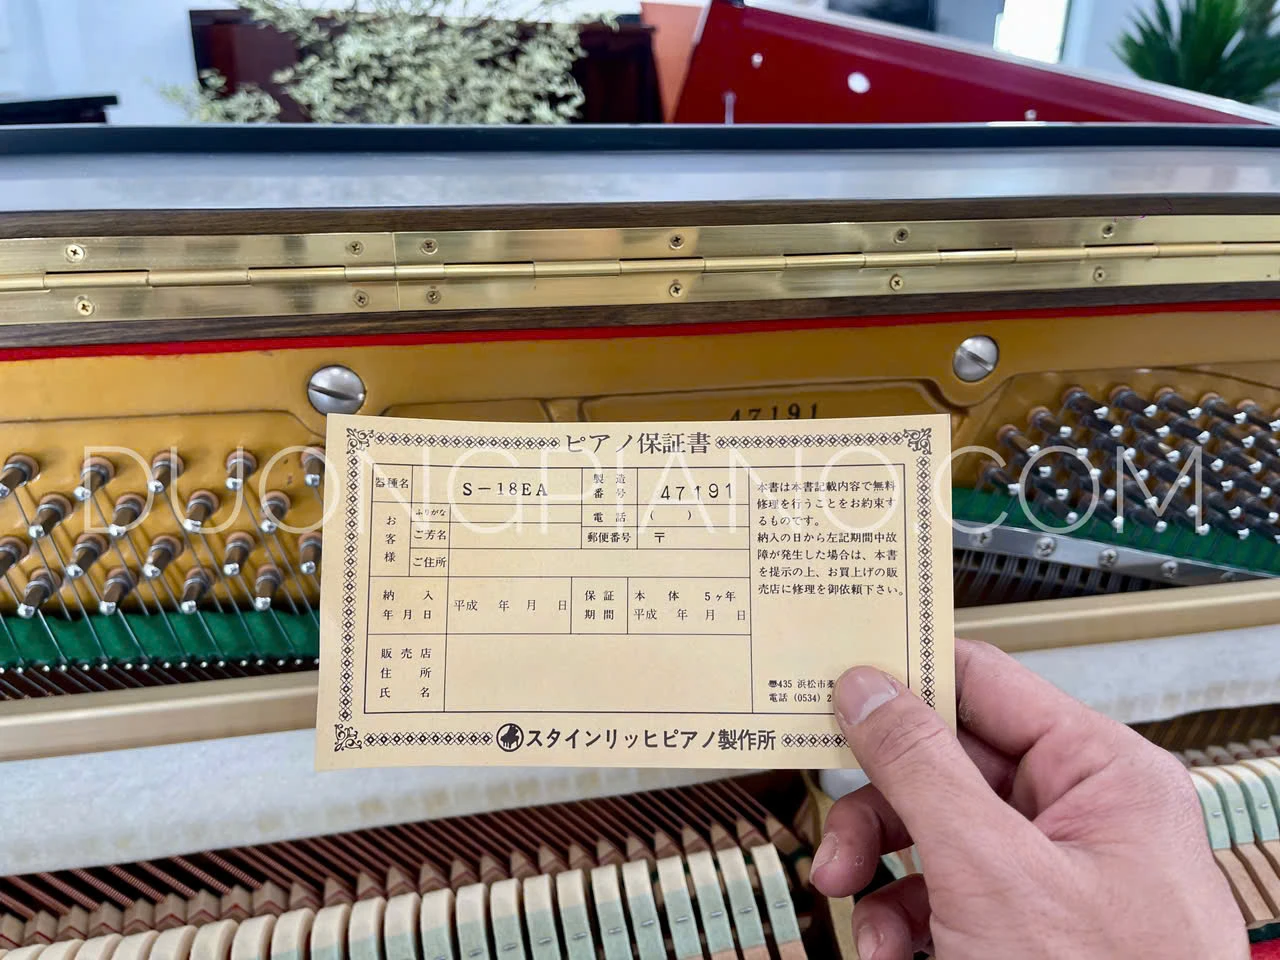 47191
ピアノ保証書
器種名 S-18EA 製造番号 47191
お客様 ふりがな 電話 ( )
ご芳名 郵便番号 〒
ご住所
納入年月日 平成 年 月 日 保証期間 本体 5ヶ年
平成 年 月 日
販売店
住所
氏名
本書は本書記載内容で無料
修理を行うことをお約束す
るものです。
納入の日から左記期間中故
障が発生した場合は、本書
を提示の上、お買上げの販
売店に修理を御依頼下さい。
〠435 浜松市
電話 (0534) 2
スタインリッヒピアノ製作所
DUONGPIANO.COM